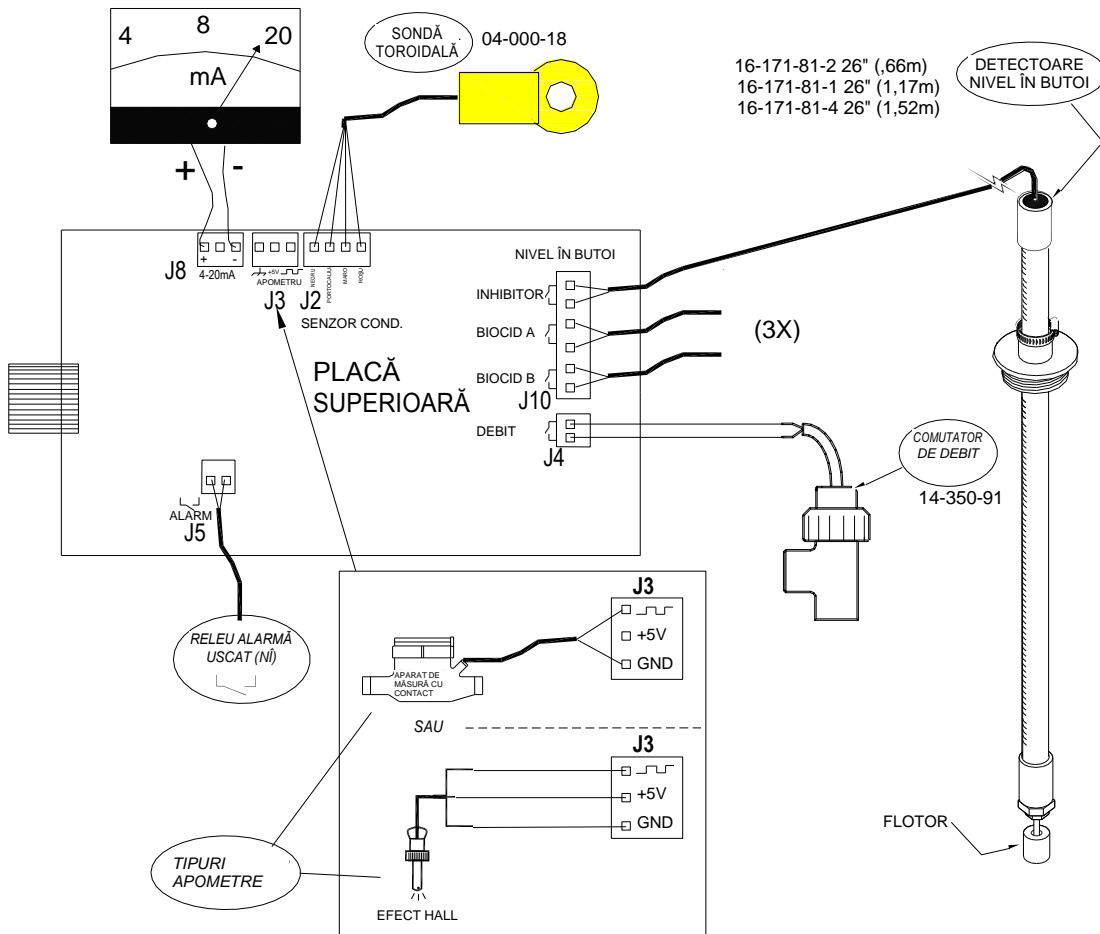 4
8
20
mA
+
-
SONDĂ
TOROIDALĂ
04-000-18
16-171-81-2 26" (,66m)
16-171-81-1 26" (1,17m)
16-171-81-4 26" (1,52m)
DETECTOARE
NIVEL ÎN BUTOI
J8
+
-
4-20mA
+5V
APOMETRU
J3
J2
NEGRU
PORTOCALIU
MARO
ROŞU
SENZOR COND.
NIVEL ÎN BUTOI
INHIBITOR
BIOCID A
BIOCID B
J10
(3X)
PLACĂ
SUPERIOARĂ
DEBIT
J4
COMUTATOR
DE DEBIT
14-350-91
ALARM
J5
RELEU ALARMĂ
USCAT (NÎ)
J3
+5V
GND
APARAT DE
MĂSURĂ CU
CONTACT
SAU
J3
+5V
GND
TIPURI
APOMETRE
EFECT HALL
FLOTOR